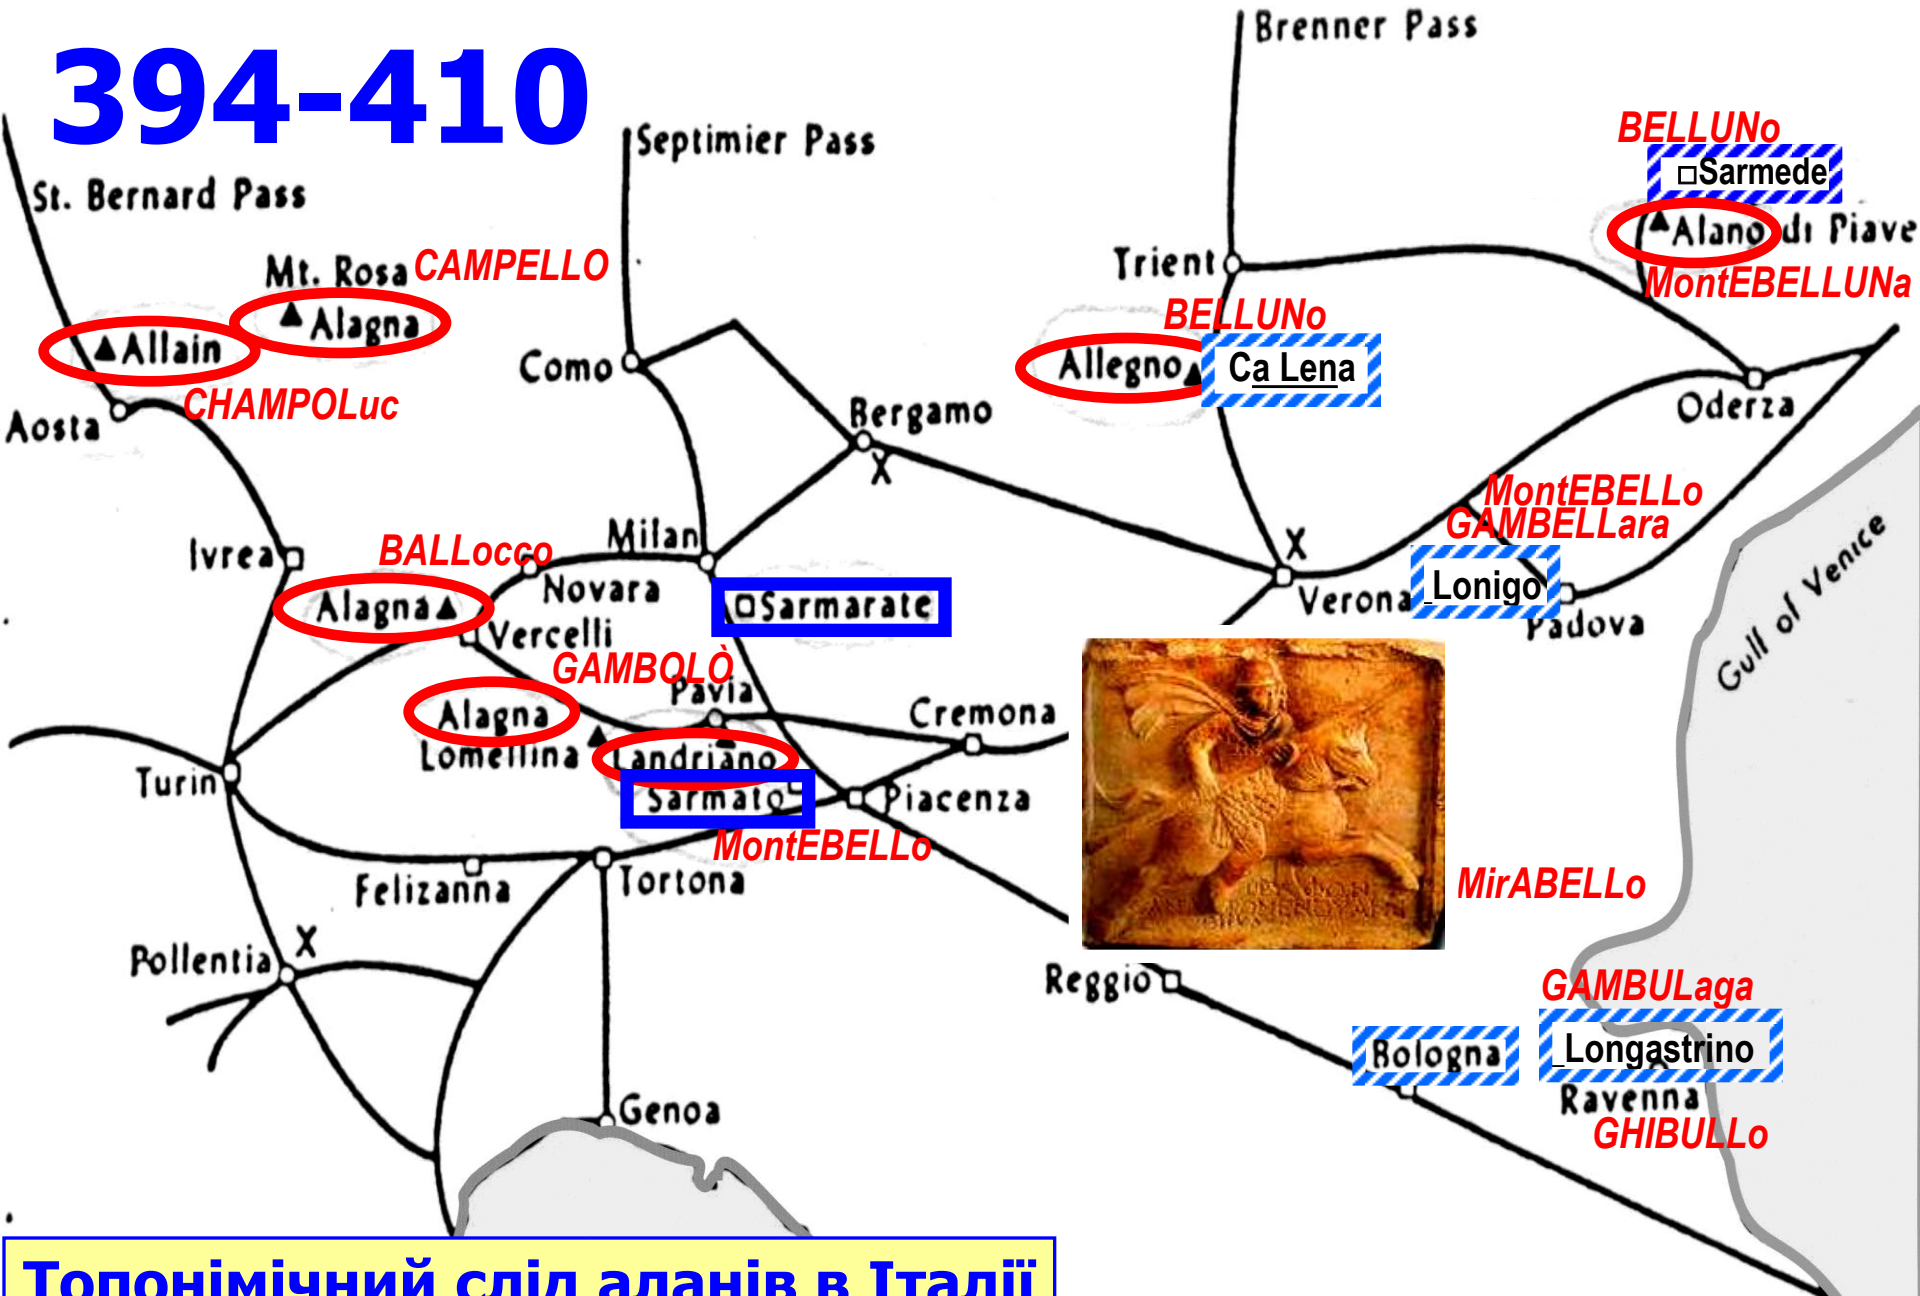 394-410
Brenner Pass
Septimier Pass
St. Bernard Pass
BELLUNo
Sarmede
Alano di Piave
MontEBELLUNa
Mt. Rosa CAMPELLO
Alagna
Allain
CHAMPOLuc
Aosta
Trient
BELLUNo
Allegno
Ca Lena
Como
Bergamo
X
Oderza
MontEBELLo
GAMBELLara
Ivrea
BALLocco
Milan
Novara
X
Verona
Lonigo
Padova
Gulf of Venice
Alagna
Vercelli
Sarmarate
GAMBOLÒ
Pavia
Cremona
Alagna
Lomellina
Landriano
Turin
Sarmato
Piacenza
MontEBELLo
Felizanna
Tortona
MirABELLo
Pollentia
X
Reggio
GAMBULaga
Bologna
Longastrino
Ravenna
GHIBULLo
Genoa
Топонімічний слід аланів в Італії